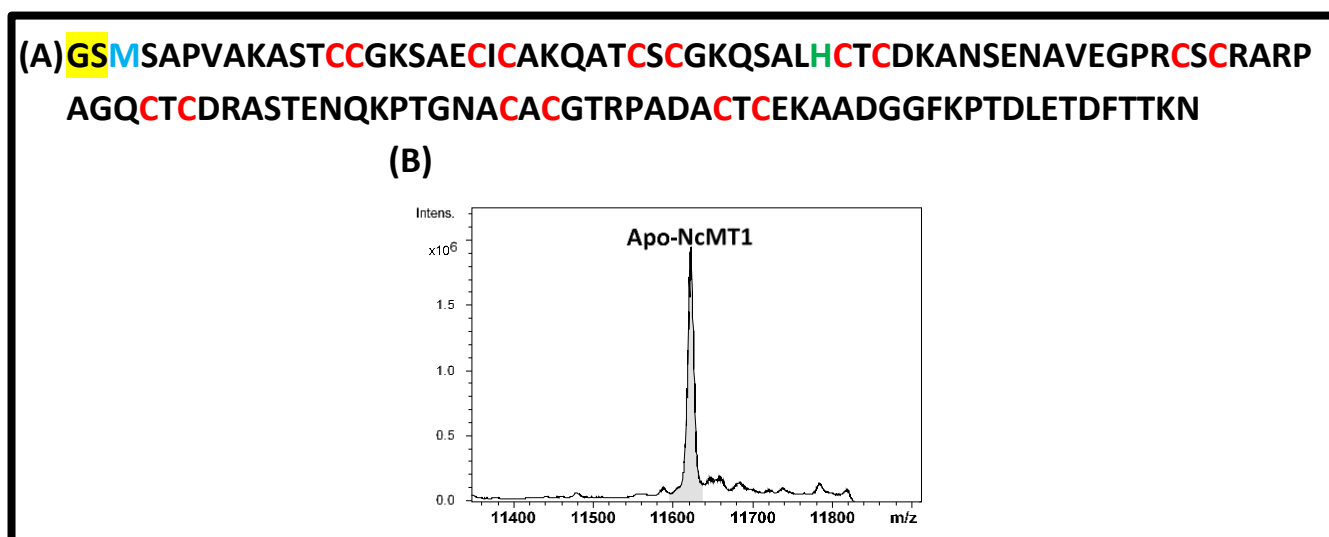 (A)GSMSAPVAKASTCCGKSAECICAKQATCSCGKQSALHCTCDKANSENAVEGPRCSCRARP
AGQCTCDRASTENQKPTGNACACGTRPADACTCEKAADGGFKPTDLETDFTTKN
(B)
Intens.
x10⁶
Apo-NcMT1
1.5
1.0
0.5
0.0
11400 11500 11600 11700 11800 m/z